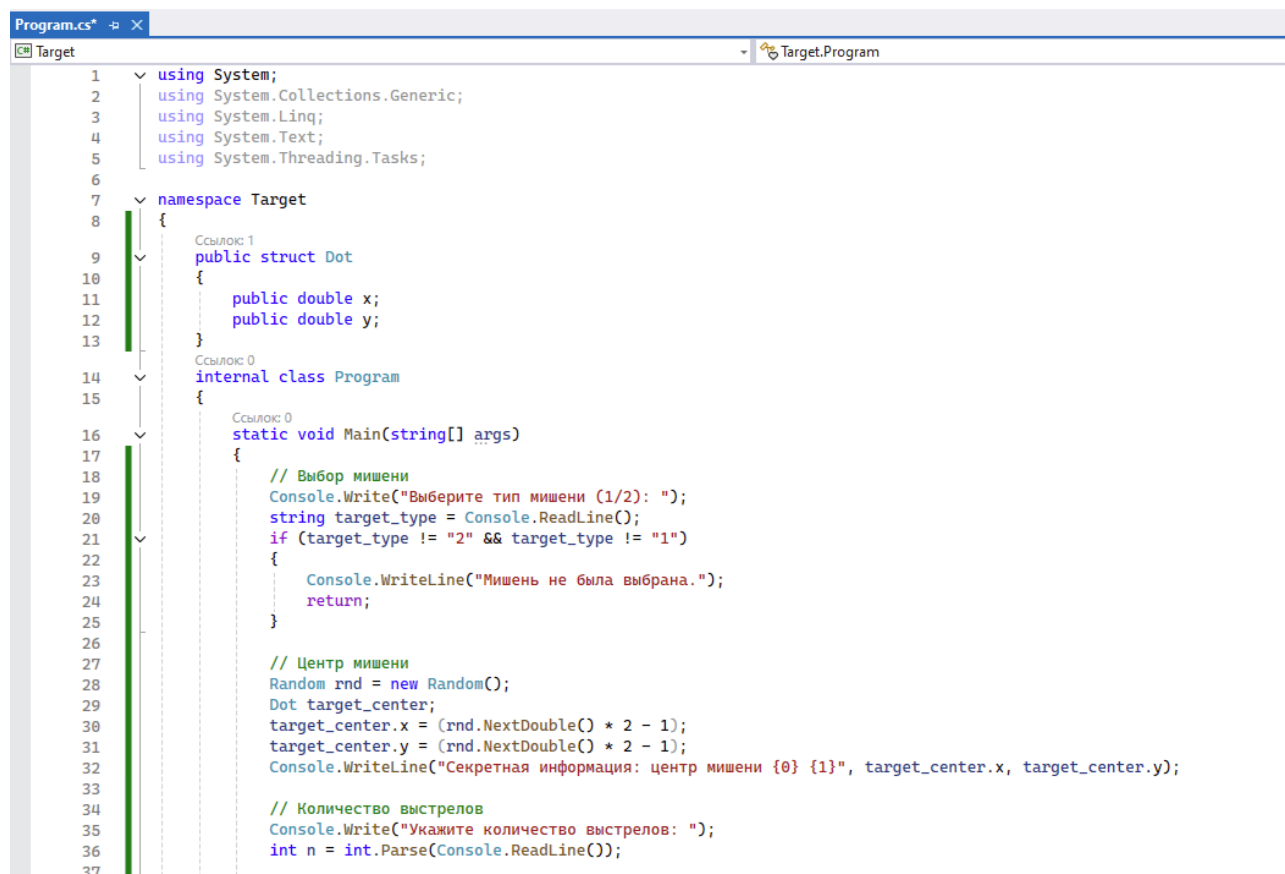 Program.cs*
C# Target
Target.Program
1 using System;
2 using System.Collections.Generic;
3 using System.Linq;
4 using System.Text;
5 using System.Threading.Tasks;
6
7 namespace Target
8 {
Ссылок: 1
9 public struct Dot
10 {
11 public double x;
12 public double y;
13 }
Ссылок: 0
14 internal class Program
15 {
Ссылок: 0
16 static void Main(string[] args)
17 {
18 // Выбор мишени
19 Console.Write("Выберите тип мишени (1/2): ");
20 string target_type = Console.ReadLine();
21 if (target_type != "2" && target_type != "1")
22 {
23 Console.WriteLine("Мишень не была выбрана.");
24 return;
25 }
26
27 // Центр мишени
28 Random rnd = new Random();
29 Dot target_center;
30 target_center.x = (rnd.NextDouble() * 2 - 1);
31 target_center.y = (rnd.NextDouble() * 2 - 1);
32 Console.WriteLine("Секретная информация: центр мишени {0} {1}", target_center.x, target_center.y);
33
34 // Количество выстрелов
35 Console.Write("Укажите количество выстрелов: ");
36 int n = int.Parse(Console.ReadLine());
37